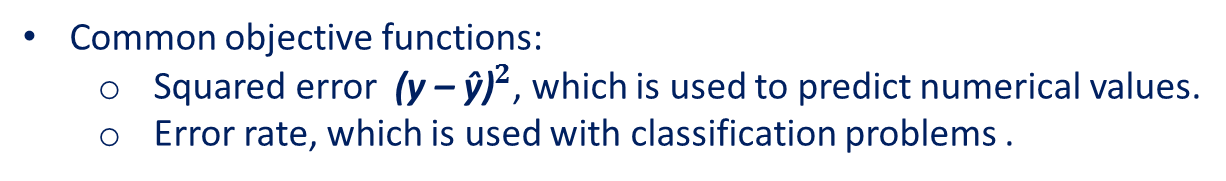 • Common objective functions:
o Squared error (y – ŷ)², which is used to predict numerical values.
o Error rate, which is used with classification problems .